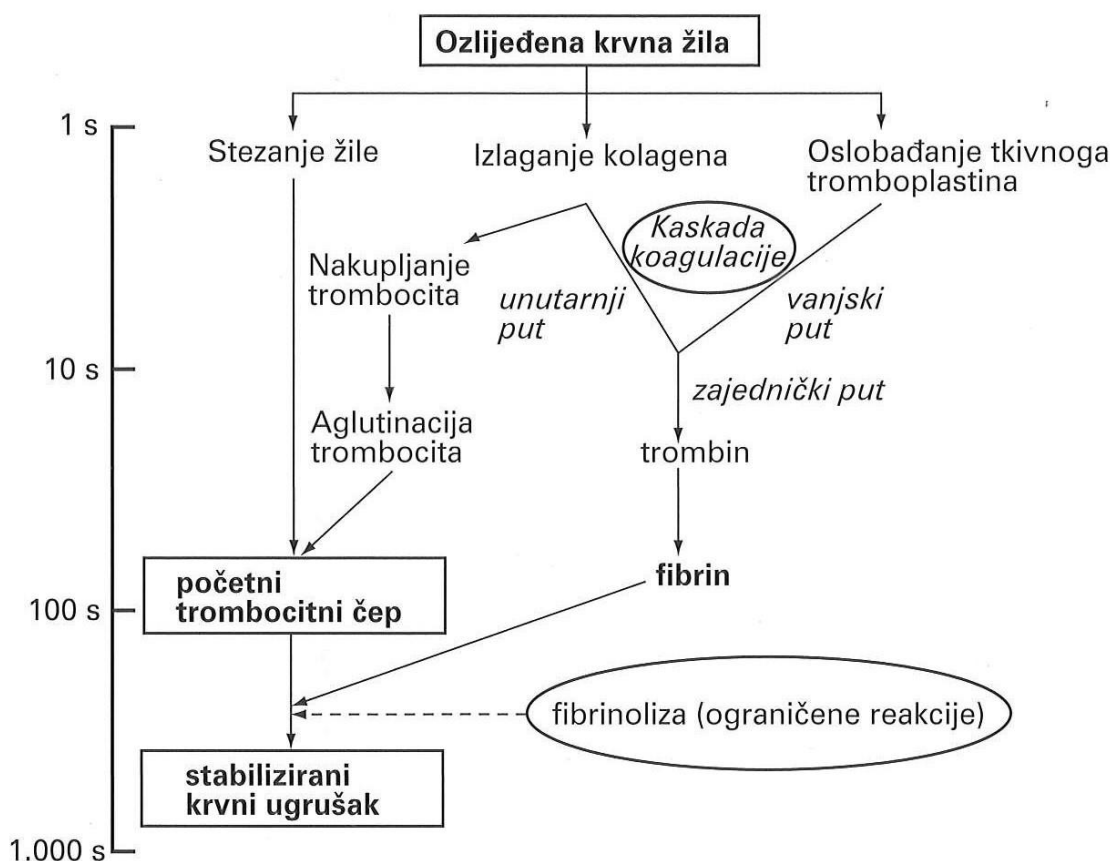 Ozlijeđena krvna žila
1 s
Stezanje žile
Izlaganje kolagena
Oslobađanje tkivnoga
tromboplastina
Kaskada
koagulacije
Nakupljanje
trombocita
unutarnji
put
vanjski
put
10 s
zajednički put
Aglutinacija
trombocita
trombin
početni
trombocitni čep
fibrin
100 s
fibrinoliza (ograničene reakcije)
stabilizirani
krvni ugrušak
1.000 s